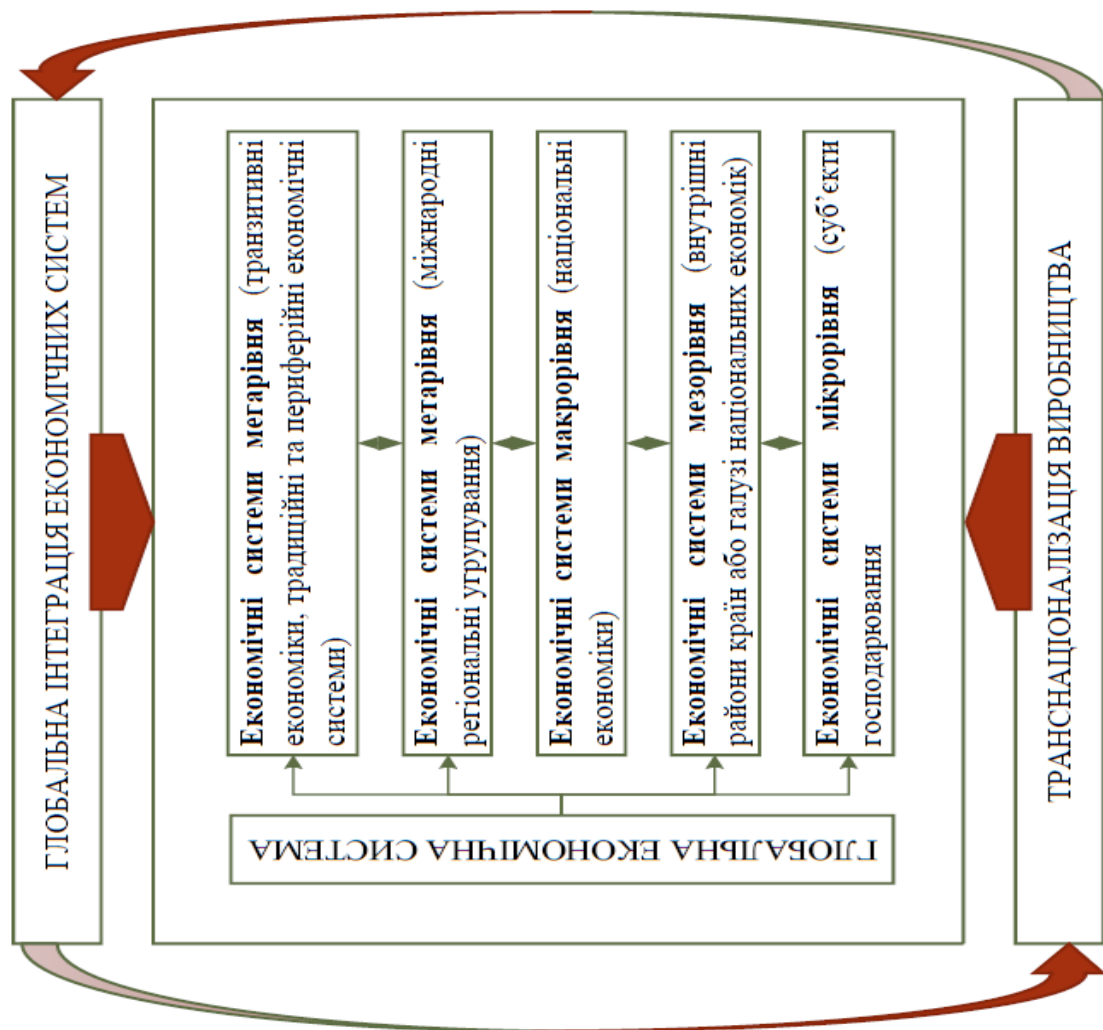 ГЛОБАЛЬНА ІНТЕГРАЦІЯ ЕКОНОМІЧНИХ СИСТЕМ
ГЛОБАЛЬНА ЕКОНОМІЧНА СИСТЕМА
Економічні системи мегарівня (транзитивні
економіки, традиційні та периферійні економічні
системи)
Економічні системи метарівня (міжнародні
регіональні угрупування)
Економічні системи макрорівня (національні
економіки)
Економічні системи мезорівня (внутрішні
райони країн або галузі національних економік)
Економічні системи мікрорівня (суб’єкти
господарювання
ТРАНСНАЦІОНАЛІЗАЦІЯ ВИРОБНИЦТВА